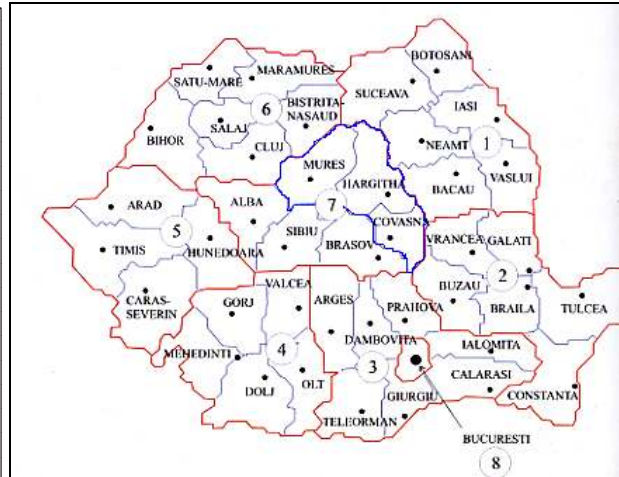 BOTOSANI
MARAMURES
SATU-MARE
SUCEAVA
IASI
BISTRITA-
NASAUD
6
SALAJ
BIHOR
CLUJ
NEAMT
1
MURES
VASLUI
HARGITHA
BACAU
ARAD
ALBA
7
COVASNA
5
SIBIU
VRANCEA
GALATI
TIMIS
HUNEDOARA
BRASOV
2
CARAS-
SEVERIN
GORJ
VALCEA
ARGES
PRAHOVA
BUZAU
BRAILA
TULCEA
MEHEDINTI
4
DAMBOVITA
IALOMITA
3
CALARASI
DOLJ
OLT
CONSTANTA
GIURGIU
TELEORMAN
BUCURESTI
8